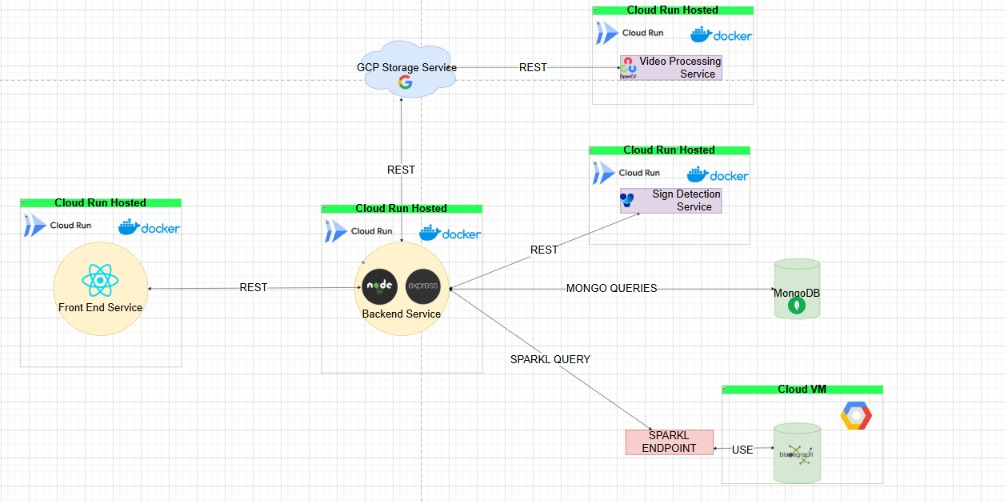 Cloud Run Hosted
Cloud Run
docker
Video Processing
Service
OpenCV
GCP Storage Service
REST
REST
Cloud Run Hosted
Cloud Run
docker
Sign Detection
Service
Cloud Run Hosted
Cloud Run
docker
Front End Service
REST
Cloud Run Hosted
Cloud Run
docker
node
express
Backend Service
REST
MONGO QUERIES
MongoDB
SPARKL QUERY
SPARKL
ENDPOINT
USE
Cloud VM
blazegraph